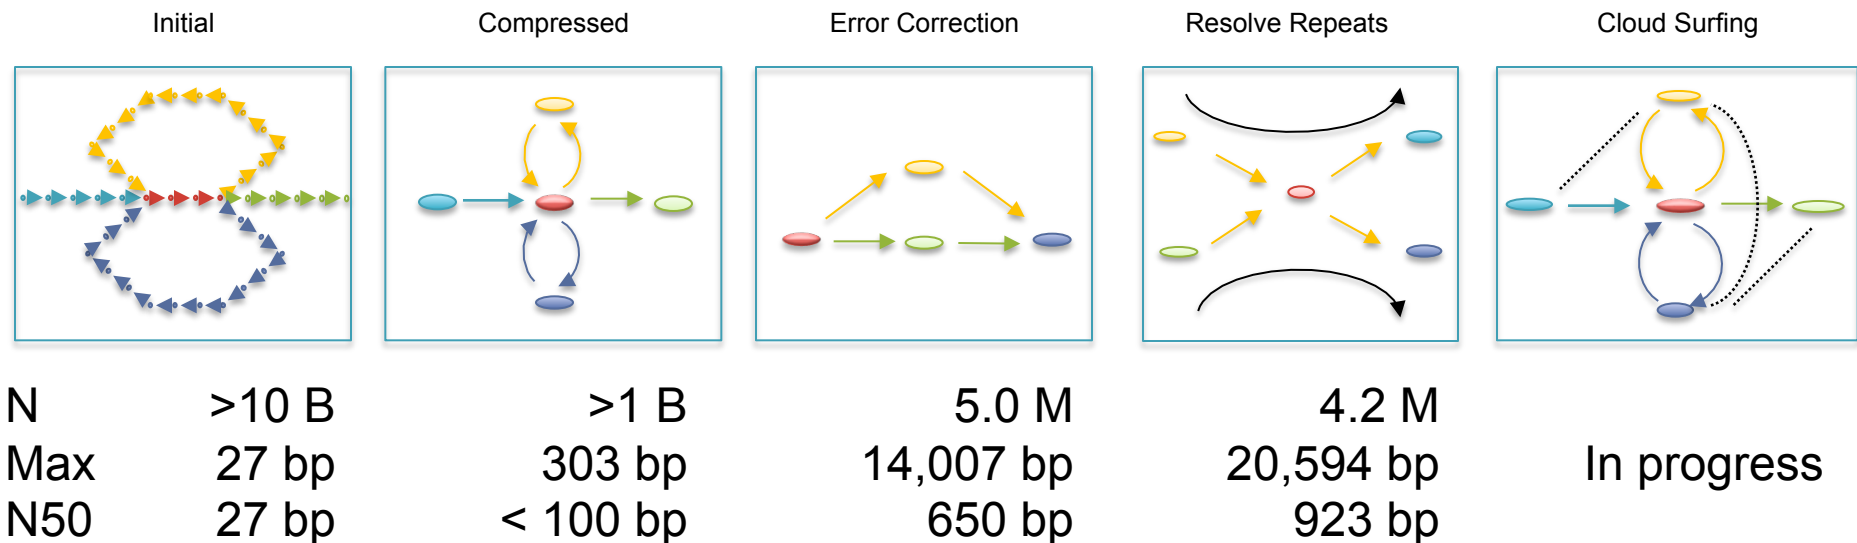 Initial Compressed Error Correction Resolve Repeats Cloud Surfing
N >10 B >1 B 5.0 M 4.2 M
Max 27 bp 303 bp 14,007 bp 20,594 bp In progress
N50 27 bp < 100 bp 650 bp 923 bp